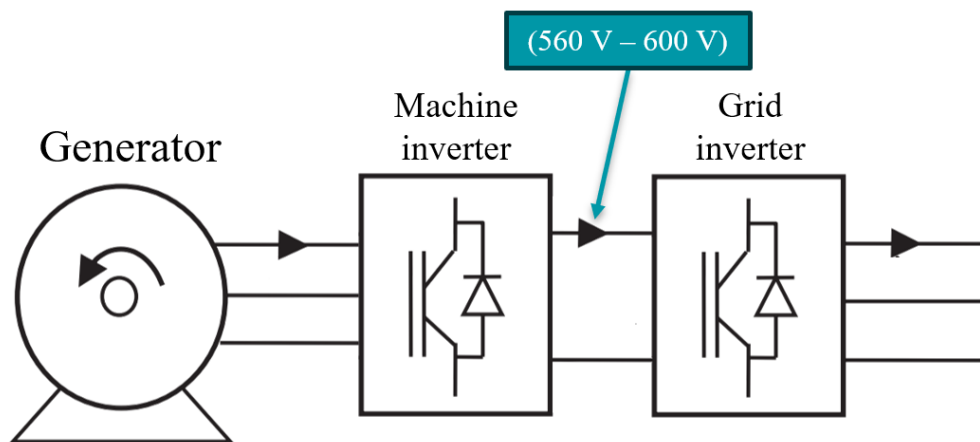 (560 V – 600 V)
Machine
inverter
Grid
inverter
Generator